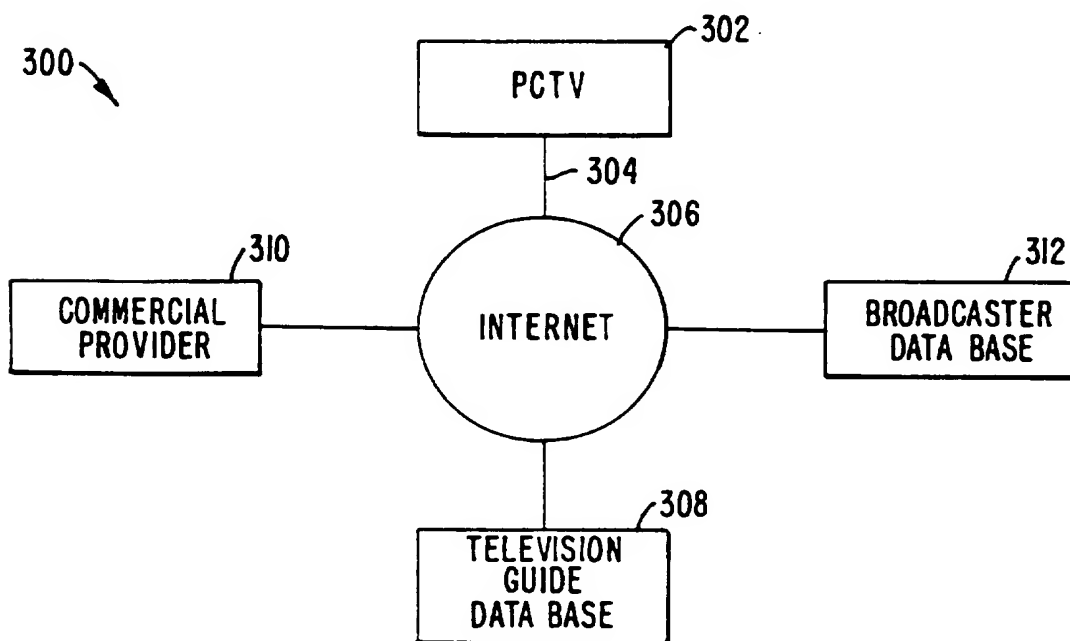 302
300
PCTV
304
306
310
312
COMMERCIAL
PROVIDER
INTERNET
BROADCASTER
DATA BASE
308
TELEVISION
GUIDE
DATA BASE